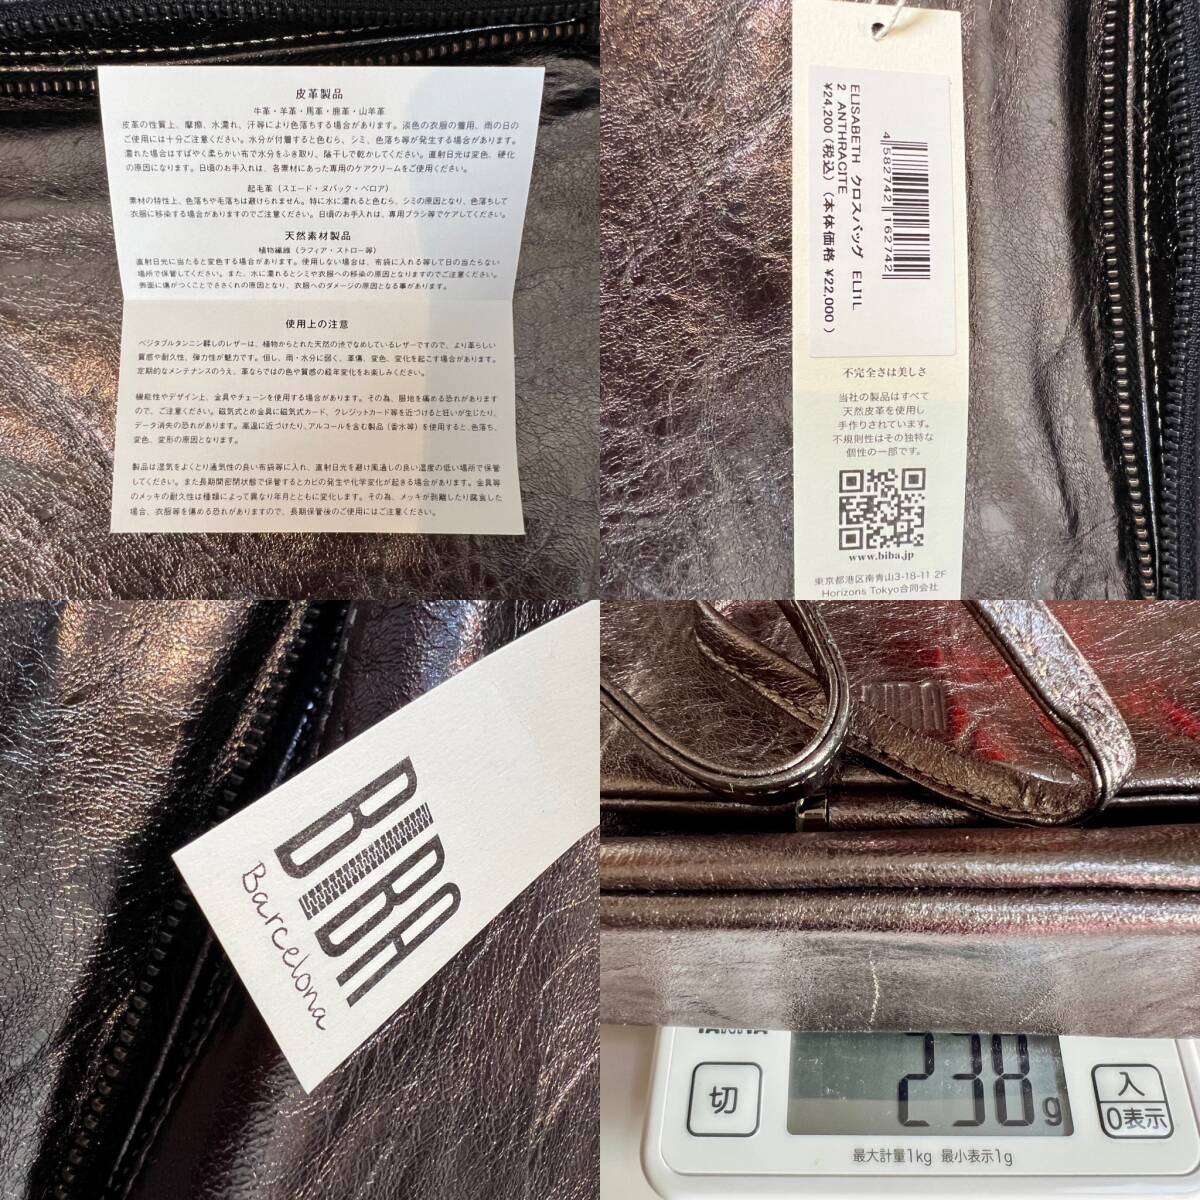 皮革製品
牛革・羊革・馬革・鹿革・山羊革
皮革の性質上、摩擦、水濡れ、汗等により色落ちする場合があります。淡色の衣服の着用、雨の日の
ご使用には十分ご注意ください。水分が付着すると色むら、シミ、色落ち等が発生する場合があります。
濡れた場合はすばやく柔らかい布で水分をふき取り、陰干しで乾かしてください。直射日光は変色、硬化
の原因になります。日頃のお手入れは、各素材にあった専用のケアクリームをご使用ください。
起毛革（スエード・ヌバック・ベロア）
素材の特性上、色落ちや毛落ちは避けられません。特に水に濡れると色むら、シミの原因となり、色落ちして
衣服に移染する場合がありますのでご注意ください。日頃のお手入れは、専用ブラシ等でケアしてください。
天然素材製品
植物繊維（ラフィア・ストロー等）
直射日光に当たると変色する場合があります。使用しない場合は、布袋に入れる等して日の当たらない
場所で保管してください。また、水に濡れるとシミや衣服への移染の原因となりますのでご注意ください。
側面に傷がつくことでささくれの原因となり、衣服へのダメージの原因となる事があります。
使用上の注意
ベジタブルタンニン鞣しのレザーは、植物からとれた天然の渋でなめしているレザーですので、より革らしい
質感や耐久性、弾力性が魅力です。但し、雨・水分に弱く、革傷、変色、変化を起こす場合があります。
定期的なメンテナンスのうえ、革ならではの色や質感の経年変化をお楽しみください。
機能性やデザイン上、金具やチェーンを使用する場合があります。その為、服地を痛める恐れがあります
ので、ご注意ください。磁気式とめ金具に磁気式カード、クレジットカード等を近づけると狂いが生じたり、
データ消失の恐れがあります。高温に近づけたり、アルコールを含む製品（香水等）を使用すると、色落ち、
変色、変形の原因となります。
製品は湿気をよくとり通気性の良い布袋等に入れ、直射日光を避け風通しの良い湿度の低い場所で保管
してください。また長期間密閉状態で保管するとカビの発生や化学変化が起きる場合があります。金具等
のメッキの耐久性は種類によって異なり年月とともに変化します。その為、メッキが剥離したり腐食した
場合、衣服等を傷める恐れがありますので、長期保管後のご使用にはご注意ください。
ELISABETH クロスバッグ ELI1L
2 ANTHRACITE
¥24,200(税込)(本体価格 ¥22,000)
4 582742 162742
不完全さは美しさ
当社の製品はすべて
天然皮革を使用し
手作りされています。
不規則性はその独特な
個性の一部です。
www.biba.jp
東京都港区南青山3-18-11 2F
Horizons Tokyo合同会社
BIBA
Barcelona
切
238g
入
0表示
最大計量1kg 最小表示1g